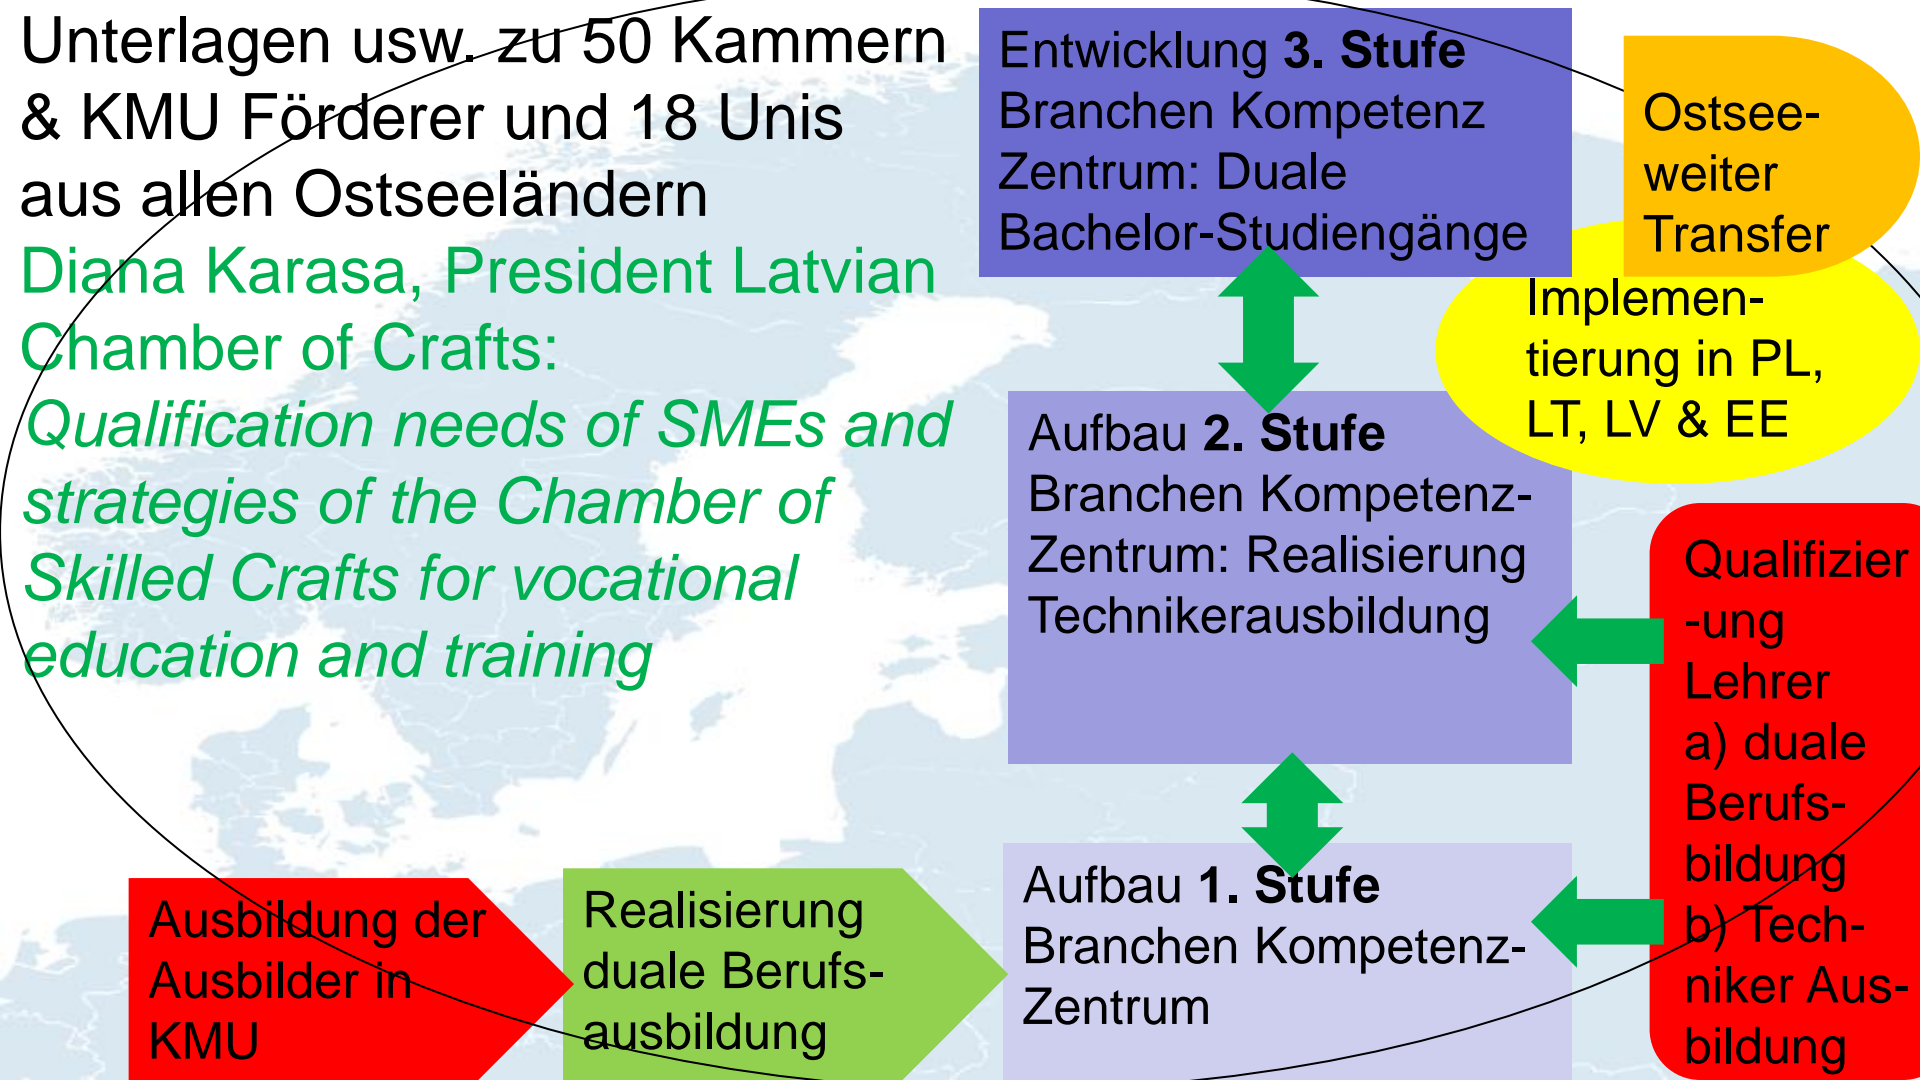 Unterlagen usw. zu 50 Kammern
& KMU Förderer und 18 Unis
aus allen Ostseeländern
Diana Karasa, President Latvian
Chamber of Crafts:
Qualification needs of SMEs and
strategies of the Chamber of
Skilled Crafts for vocational
education and training
Entwicklung 3. Stufe
Branchen Kompetenz
Zentrum: Duale
Bachelor-Studiengänge
Ostsee-
weiter
Transfer
Implemen-
tierung in PL,
LT, LV & EE
Aufbau 2. Stufe
Branchen Kompetenz-
Zentrum: Realisierung
Technikerausbildung
Qualifizier
-ung
Lehrer
a) duale
Berufs-
bildung
b) Tech-
niker Aus-
bildung
Ausbildung der
Ausbilder in
KMU
Realisierung
duale Berufs-
ausbildung
Aufbau 1. Stufe
Branchen Kompetenz-
Zentrum